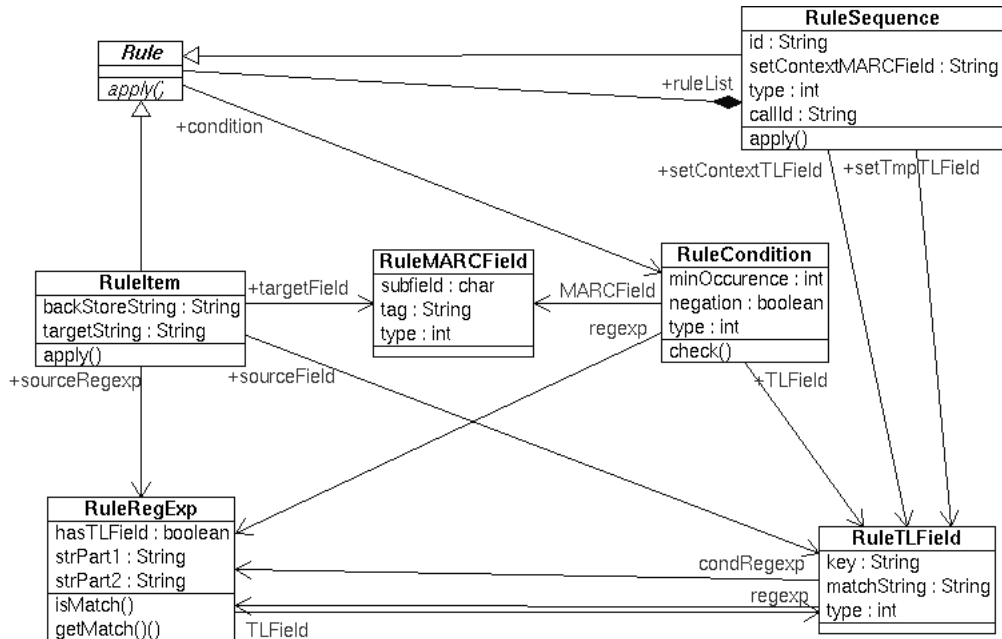 RuleSequence
id : String
setContextMARCField : String
type : int
callId : String
apply()
Rule
apply()
+ruleList
+condition
+setContextTLField
+setTmpTLField
RuleMARCField
subfield : char
tag : String
type : int
RuleCondition
minOccurence : int
negation : boolean
type : int
check()
RuleItem
backStoreString : String
targetString : String
apply()
+targetField
MARCField
regexp
+sourceRegexp
+sourceField
+TLField
RuleRegExp
hasTLField : boolean
strPart1 : String
strPart2 : String
isMatch()
getMatch()()
RuleTLField
key : String
matchString : String
type : int
condRegexp
regexp
TLField